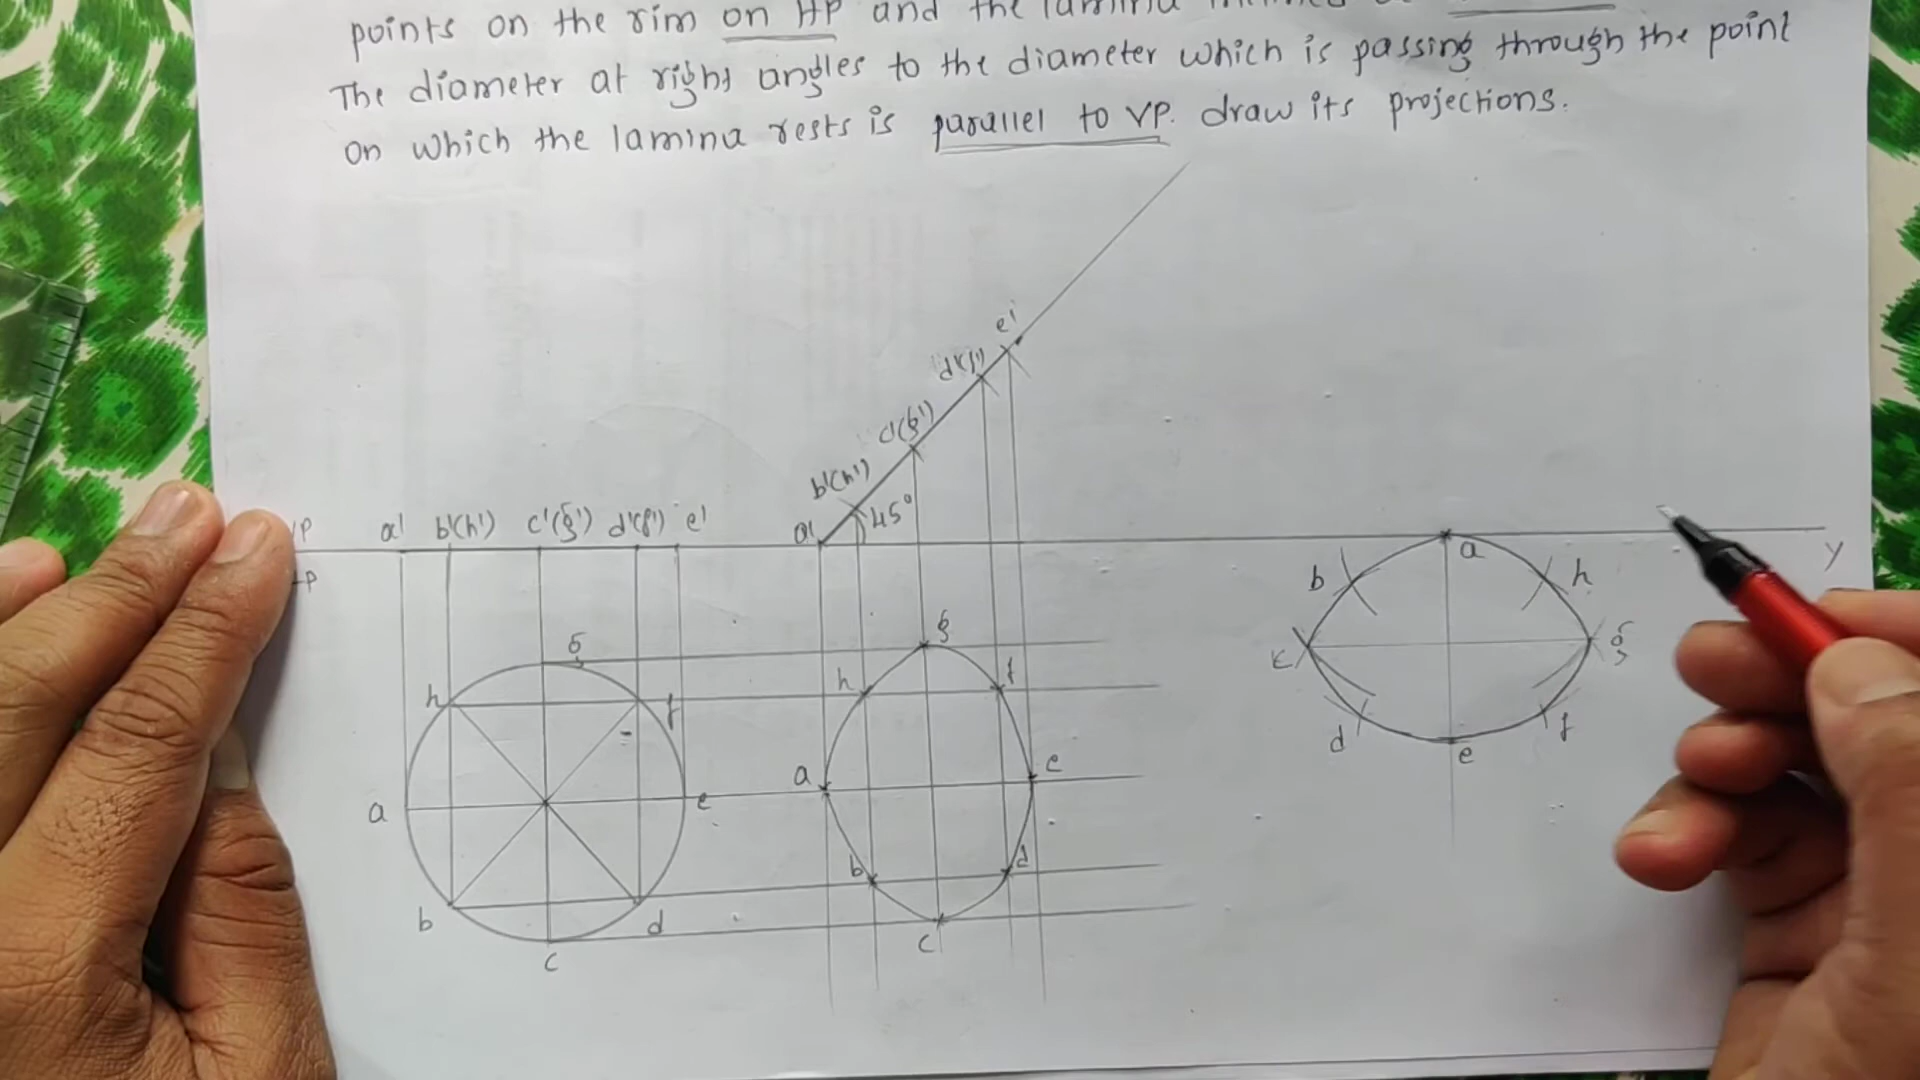 points on the rim on HP and the lamina
The diameter at right angles to the diameter which is passing through the point
on which the lamina rests is parallel to VP. draw its projections.
e'
d'(f')
c'(g')
b'(h')
45°
a'
a' b'(h') c'(g') d'(f') e'
y
a
b
h
g
d
f
e
g
h
f
a
e
b
d
c
g
h
f
a
e
b
d
c